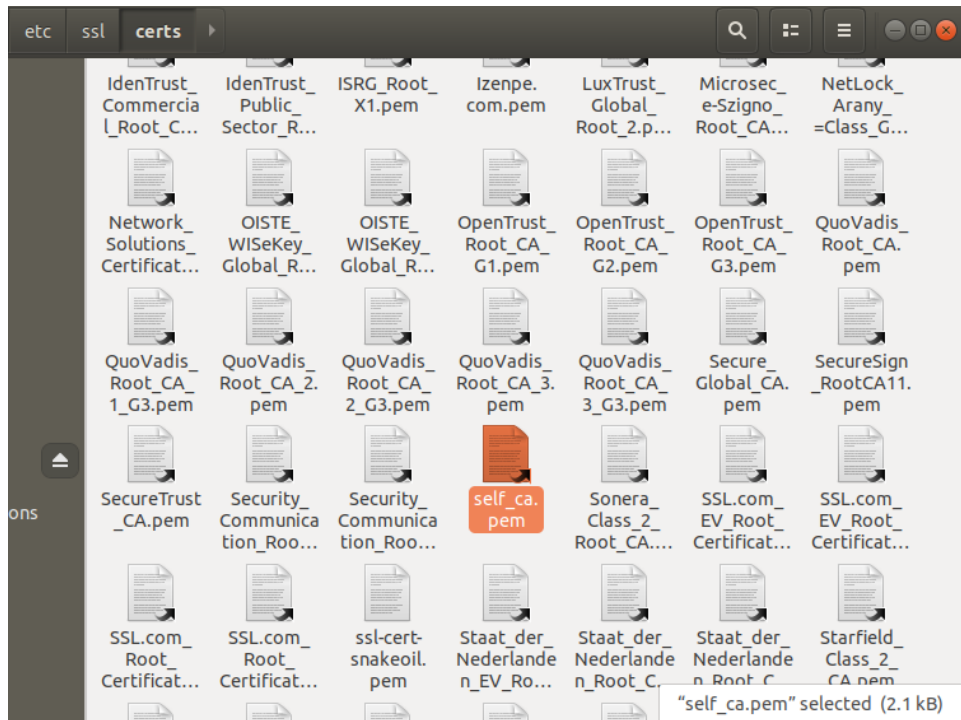 etc ssl certs
IdenTrust_
Commercia
l_Root_C...
IdenTrust_
Public_
Sector_R...
ISRG_Root_
X1.pem
Izenpe.
com.pem
LuxTrust_
Global_
Root_2.p...
Microsec_
e-Szigno_
Root_CA...
NetLock_
Arany_
=Class_G...
Network_
Solutions_
Certificat...
OISTE_
WISeKey_
Global_R...
OISTE_
WISeKey_
Global_R...
OpenTrust_
Root_CA_
G1.pem
OpenTrust_
Root_CA_
G2.pem
OpenTrust_
Root_CA_
G3.pem
QuoVadis_
Root_CA.
pem
QuoVadis_
Root_CA_
1_G3.pem
QuoVadis_
Root_CA_2.
pem
QuoVadis_
Root_CA_
2_G3.pem
QuoVadis_
Root_CA_3.
pem
QuoVadis_
Root_CA_
3_G3.pem
Secure_
Global_CA.
pem
SecureSign
_RootCA11.
pem
ons
SecureTrust
_CA.pem
Security_
Communica
tion_Roo...
Security_
Communica
tion_Roo...
self_ca.
pem
Sonera_
Class_2_
Root_CA....
SSL.com_
EV_Root_
Certificat...
SSL.com_
EV_Root_
Certificat...
SSL.com_
Root_
Certificat...
SSL.com_
Root_
Certificat...
ssl-cert-
snakeoil.
pem
Staat_der_
Nederlande
n_EV_Ro...
Staat_der_
Nederlande
n_Root_C...
Staat_der_
Nederlande
n_Root_C...
Starfield_
Class_2_
CA.pem
“self_ca.pem” selected (2.1 kB)